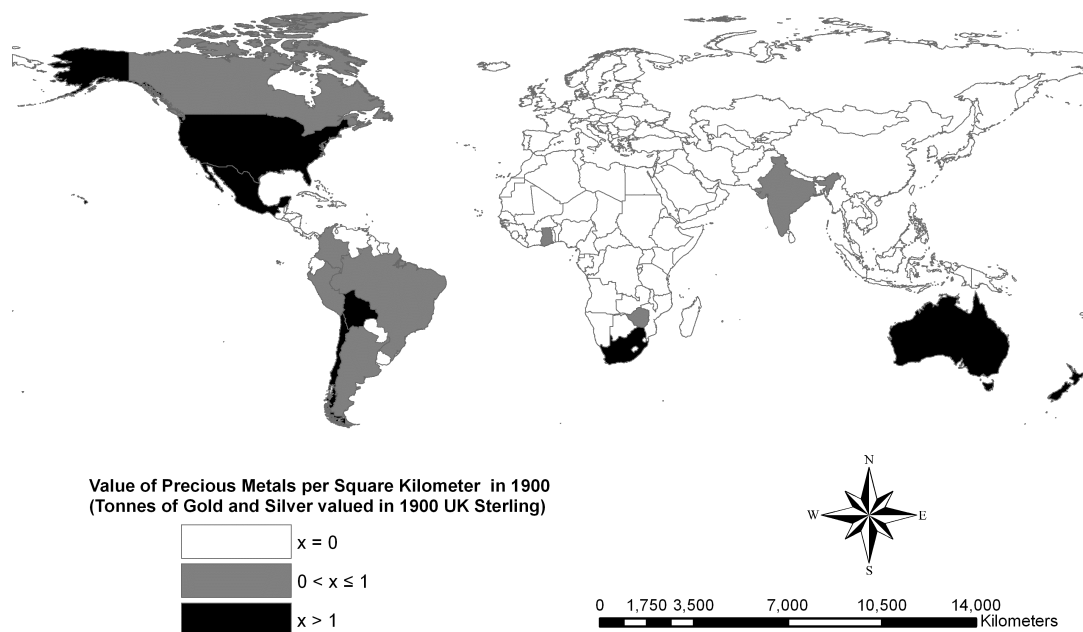 Value of Precious Metals per Square Kilometer in 1900
(Tonnes of Gold and Silver valued in 1900 UK Sterling)
x = 0
0 < x ≤ 1
x > 1
N
W E
S
0 1,750 3,500 7,000 10,500 14,000
Kilometers